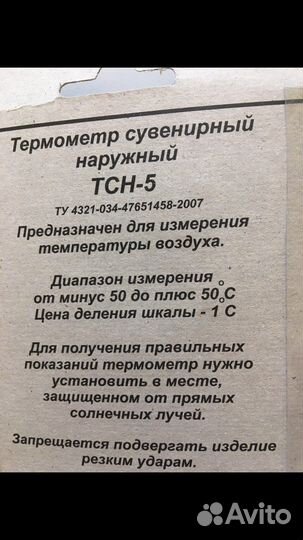 Термометр сувенирный
наружный
ТСН-5
ТУ 4321-034-47651458-2007
Предназначен для измерения
температуры воздуха.
Диапазон измерения
от минус 50 до плюс 50°С
Цена деления шкалы - 1°С
Для получения правильных
показаний термометр нужно
установить в месте,
защищенном от прямых
солнечных лучей.
Запрещается подвергать изделие
резким ударам.
Avito